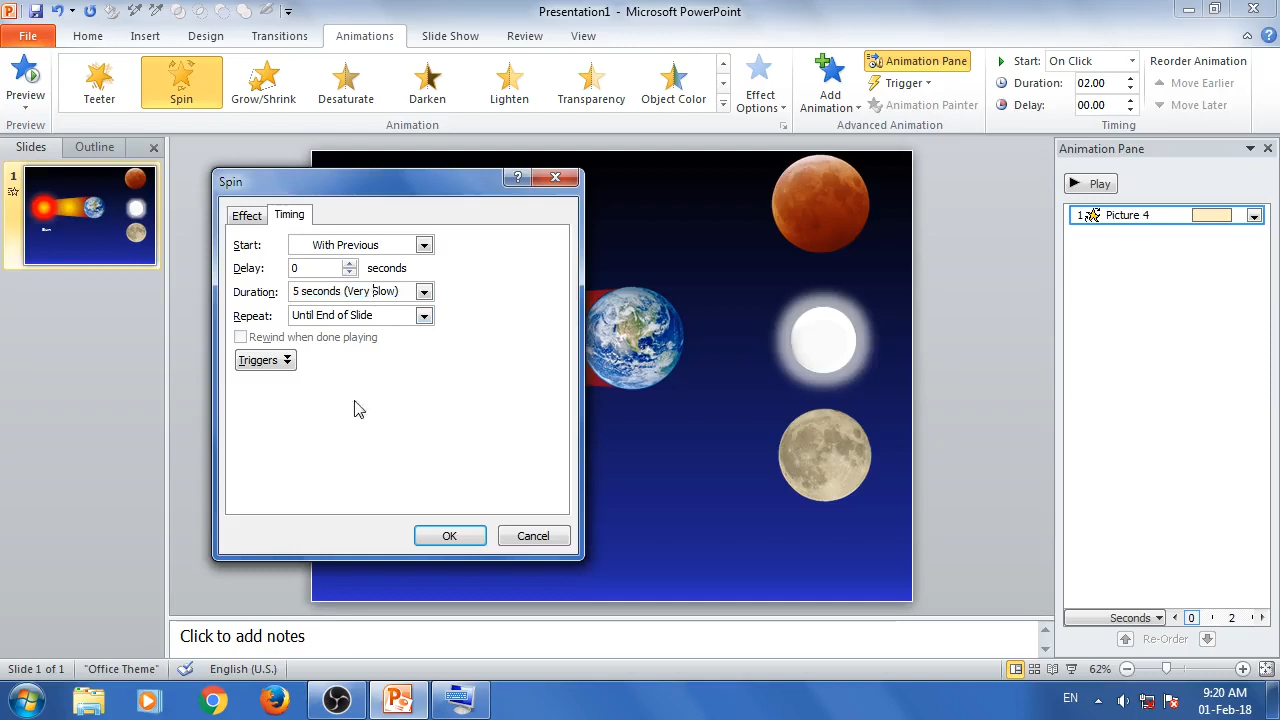 Presentation1 - Microsoft PowerPoint
File Home Insert Design Transitions Animations Slide Show Review View
Preview
Teeter Spin Grow/Shrink Desaturate Darken Lighten Transparency Object Color
Effect Options
Add Animation
Animation Pane
Trigger
Animation Painter
Start: On Click
Duration: 02.00
Delay: 00.00
Reorder Animation
Move Earlier
Move Later
Preview Animation Advanced Animation Timing
Slides Outline
1
Sun
Spin
Effect Timing
Start: With Previous
Delay: 0 seconds
Duration: 5 seconds (Very Slow)
Repeat: Until End of Slide
Rewind when done playing
Triggers
OK Cancel
Animation Pane
Play
1 Picture 4
Seconds 0 2
Re-Order
Click to add notes
Slide 1 of 1 "Office Theme" English (U.S.) 62%
EN 9:20 AM
01-Feb-18